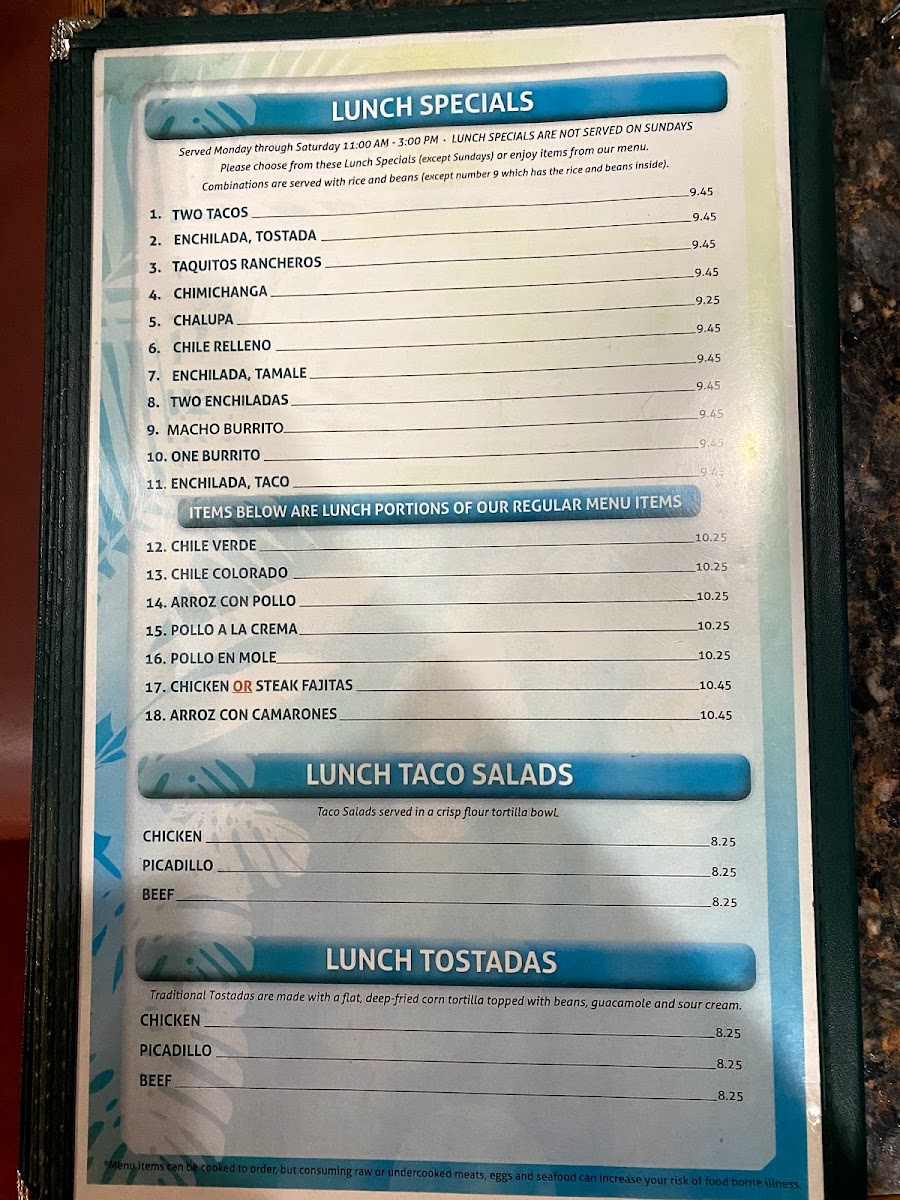 LUNCH SPECIALS
Served Monday through Saturday 11:00 AM - 3:00 PM · LUNCH SPECIALS ARE NOT SERVED ON SUNDAYS
Please choose from these Lunch Specials (except Sundays) or enjoy items from our menu.
Combinations are served with rice and beans (except number 9 which has the rice and beans inside).
1. TWO TACOS 9.45
2. ENCHILADA, TOSTADA 9.45
3. TAQUITOS RANCHEROS 9.45
4. CHIMICHANGA 9.45
5. CHALUPA 9.25
6. CHILE RELLENO 9.45
7. ENCHILADA, TAMALE 9.45
8. TWO ENCHILADAS 9.45
9. MACHO BURRITO 9.45
10. ONE BURRITO 9.45
11. ENCHILADA, TACO
ITEMS BELOW ARE LUNCH PORTIONS OF OUR REGULAR MENU ITEMS
12. CHILE VERDE 10.25
13. CHILE COLORADO 10.25
14. ARROZ CON POLLO 10.25
15. POLLO A LA CREMA 10.25
16. POLLO EN MOLE 10.25
17. CHICKEN OR STEAK FAJITAS 10.45
18. ARROZ CON CAMARONES 10.45
LUNCH TACO SALADS
Taco Salads served in a crisp flour tortilla bowl.
CHICKEN 8.25
PICADILLO 8.25
BEEF 8.25
LUNCH TOSTADAS
Traditional Tostadas are made with a flat, deep-fried corn tortilla topped with beans, guacamole and sour cream.
CHICKEN 8.25
PICADILLO 8.25
BEEF 8.25
*Menu items can be cooked to order, but consuming raw or undercooked meats, eggs and seafood can increase your risk of food borne illness